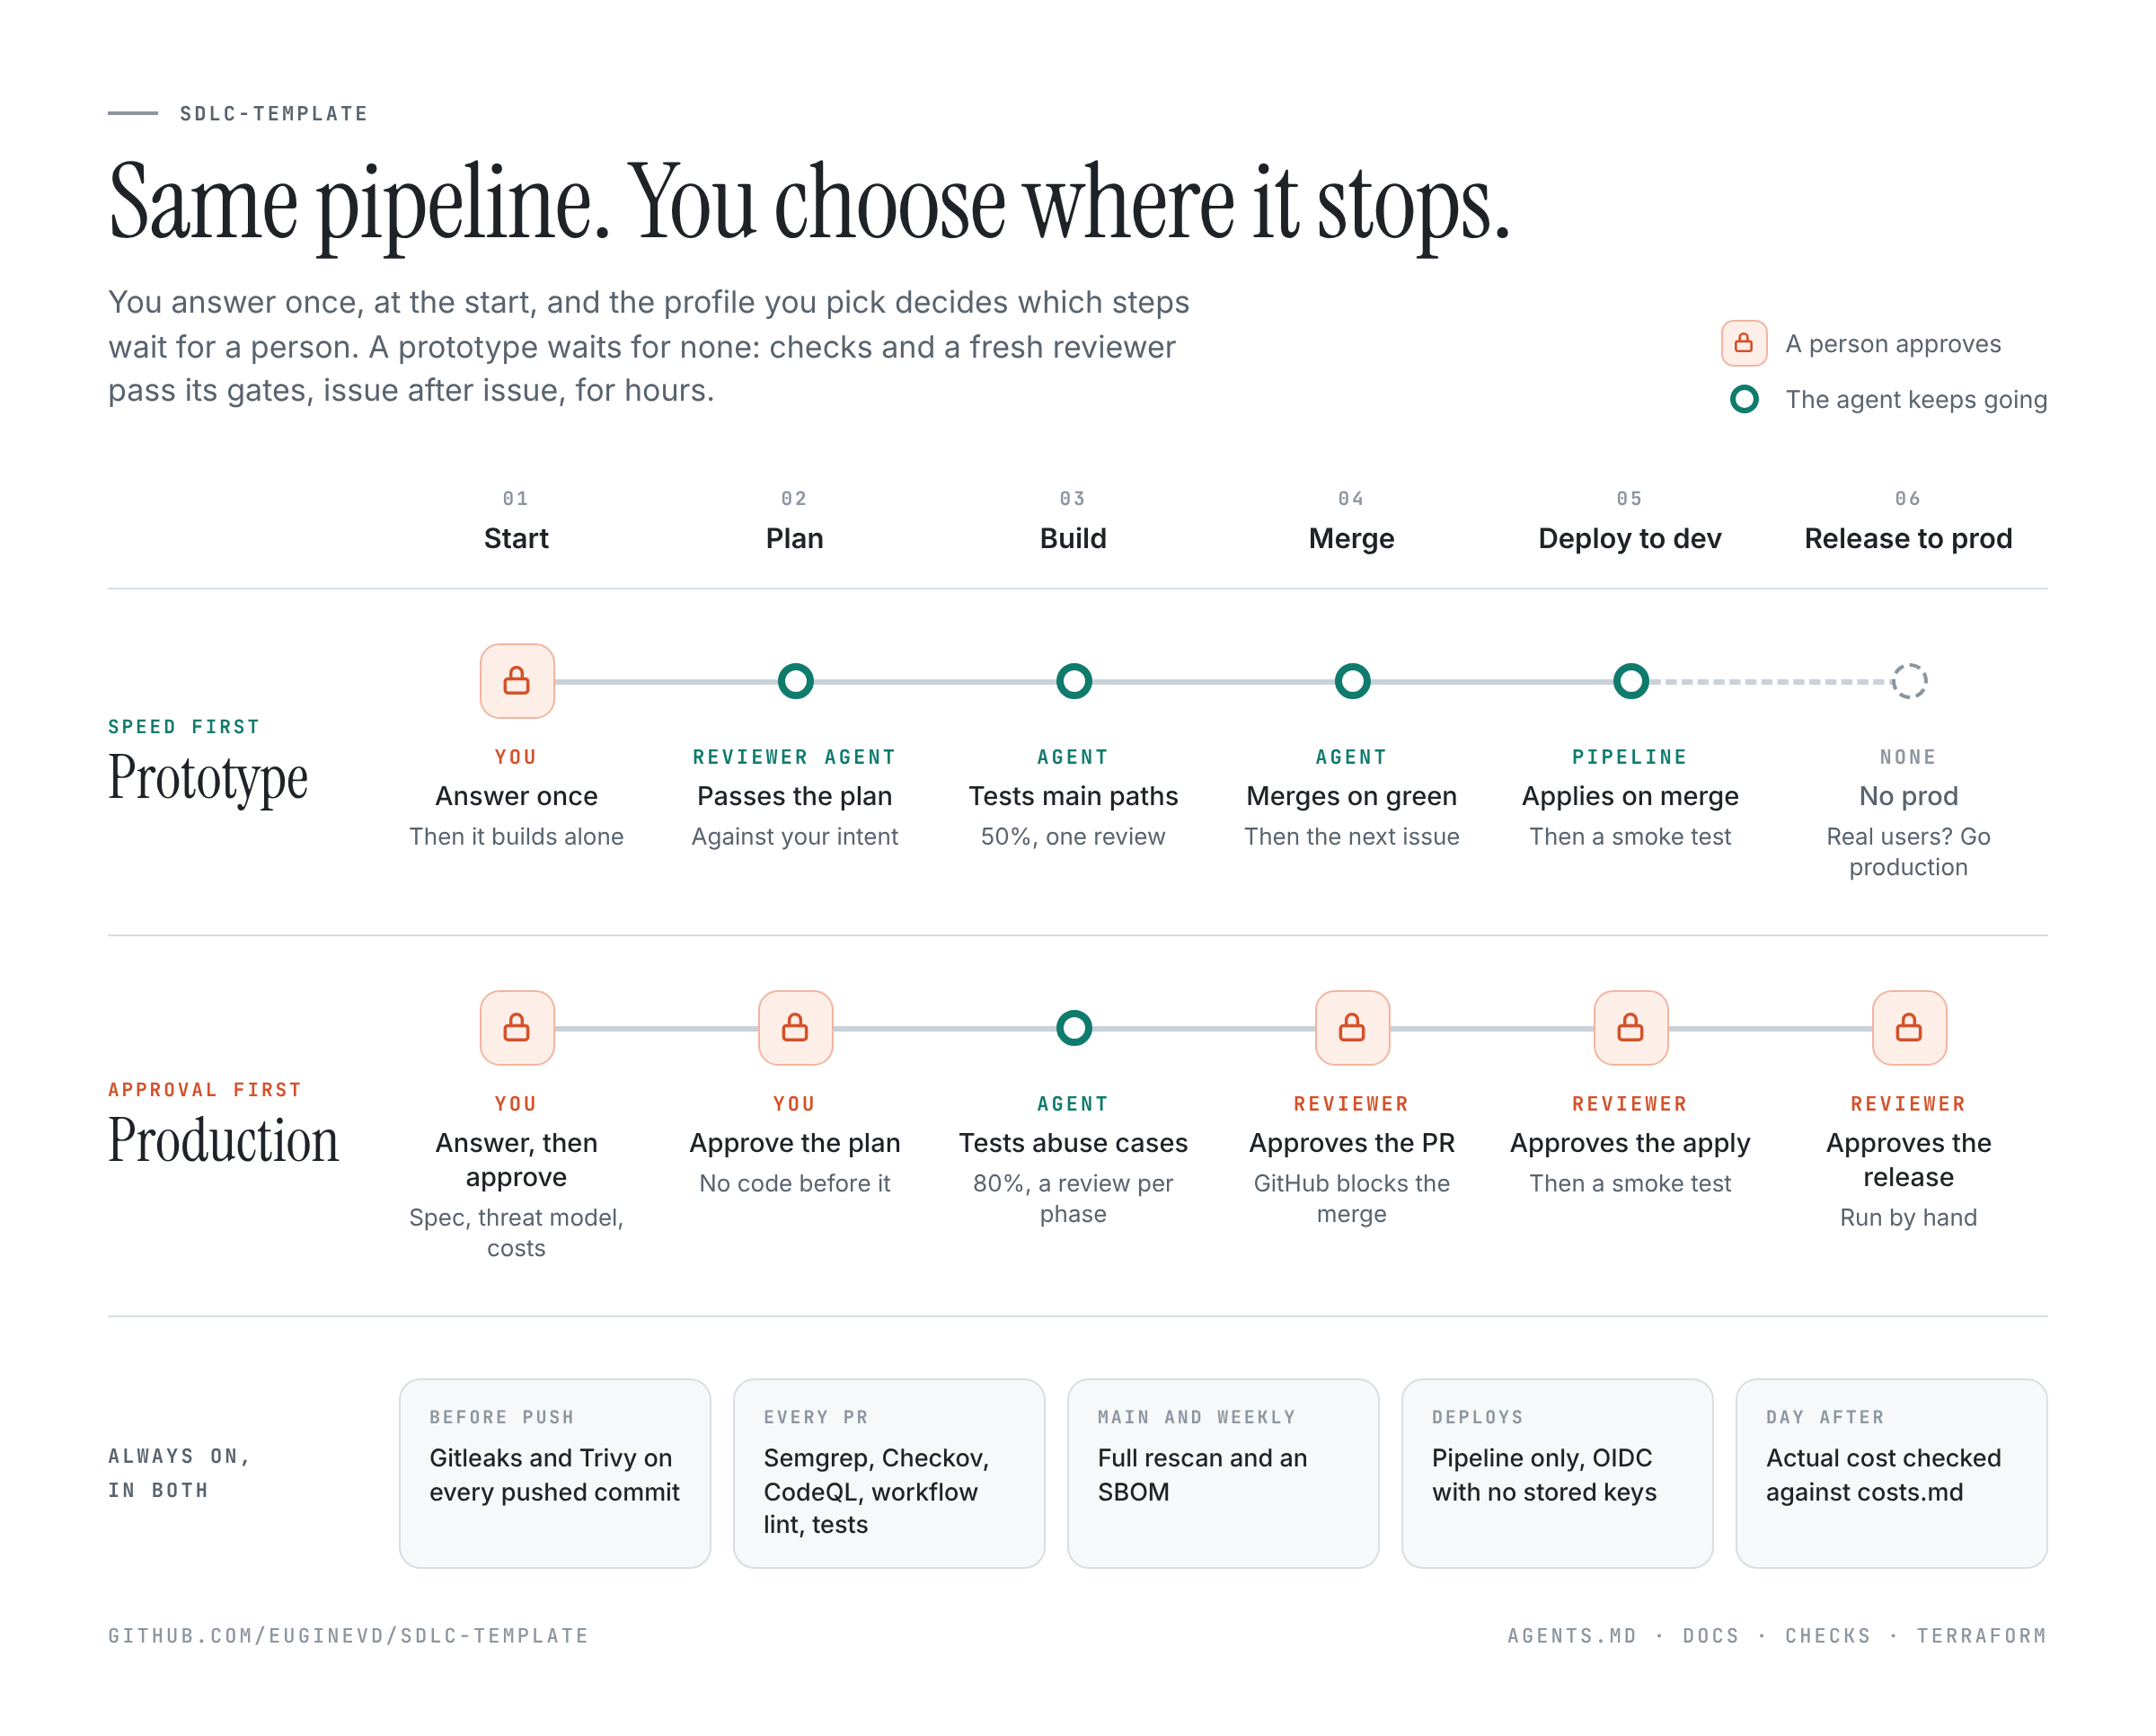 SDLC-TEMPLATE
Same pipeline. You choose where it stops.
You answer once, at the start, and the profile you pick decides which steps
wait for a person. A prototype waits for none: checks and a fresh reviewer
pass its gates, issue after issue, for hours.
A person approves
The agent keeps going
01
Start
02
Plan
03
Build
04
Merge
05
Deploy to dev
06
Release to prod
SPEED FIRST
Prototype
YOU
Answer once
Then it builds alone
REVIEWER AGENT
Passes the plan
Against your intent
AGENT
Tests main paths
50%, one review
AGENT
Merges on green
Then the next issue
PIPELINE
Applies on merge
Then a smoke test
NONE
No prod
Real users? Go
production
APPROVAL FIRST
Production
YOU
Answer, then
approve
Spec, threat model,
costs
YOU
Approve the plan
No code before it
AGENT
Tests abuse cases
80%, a review per
phase
REVIEWER
Approves the PR
GitHub blocks the
merge
REVIEWER
Approves the apply
Then a smoke test
REVIEWER
Approves the
release
Run by hand
ALWAYS ON,
IN BOTH
BEFORE PUSH
Gitleaks and Trivy on
every pushed commit
EVERY PR
Semgrep, Checkov,
CodeQL, workflow
lint, tests
MAIN AND WEEKLY
Full rescan and an
SBOM
DEPLOYS
Pipeline only, OIDC
with no stored keys
DAY AFTER
Actual cost checked
against costs.md
GITHUB.COM/EUGINEVD/SDLC-TEMPLATE
AGENTS.MD · DOCS · CHECKS · TERRAFORM